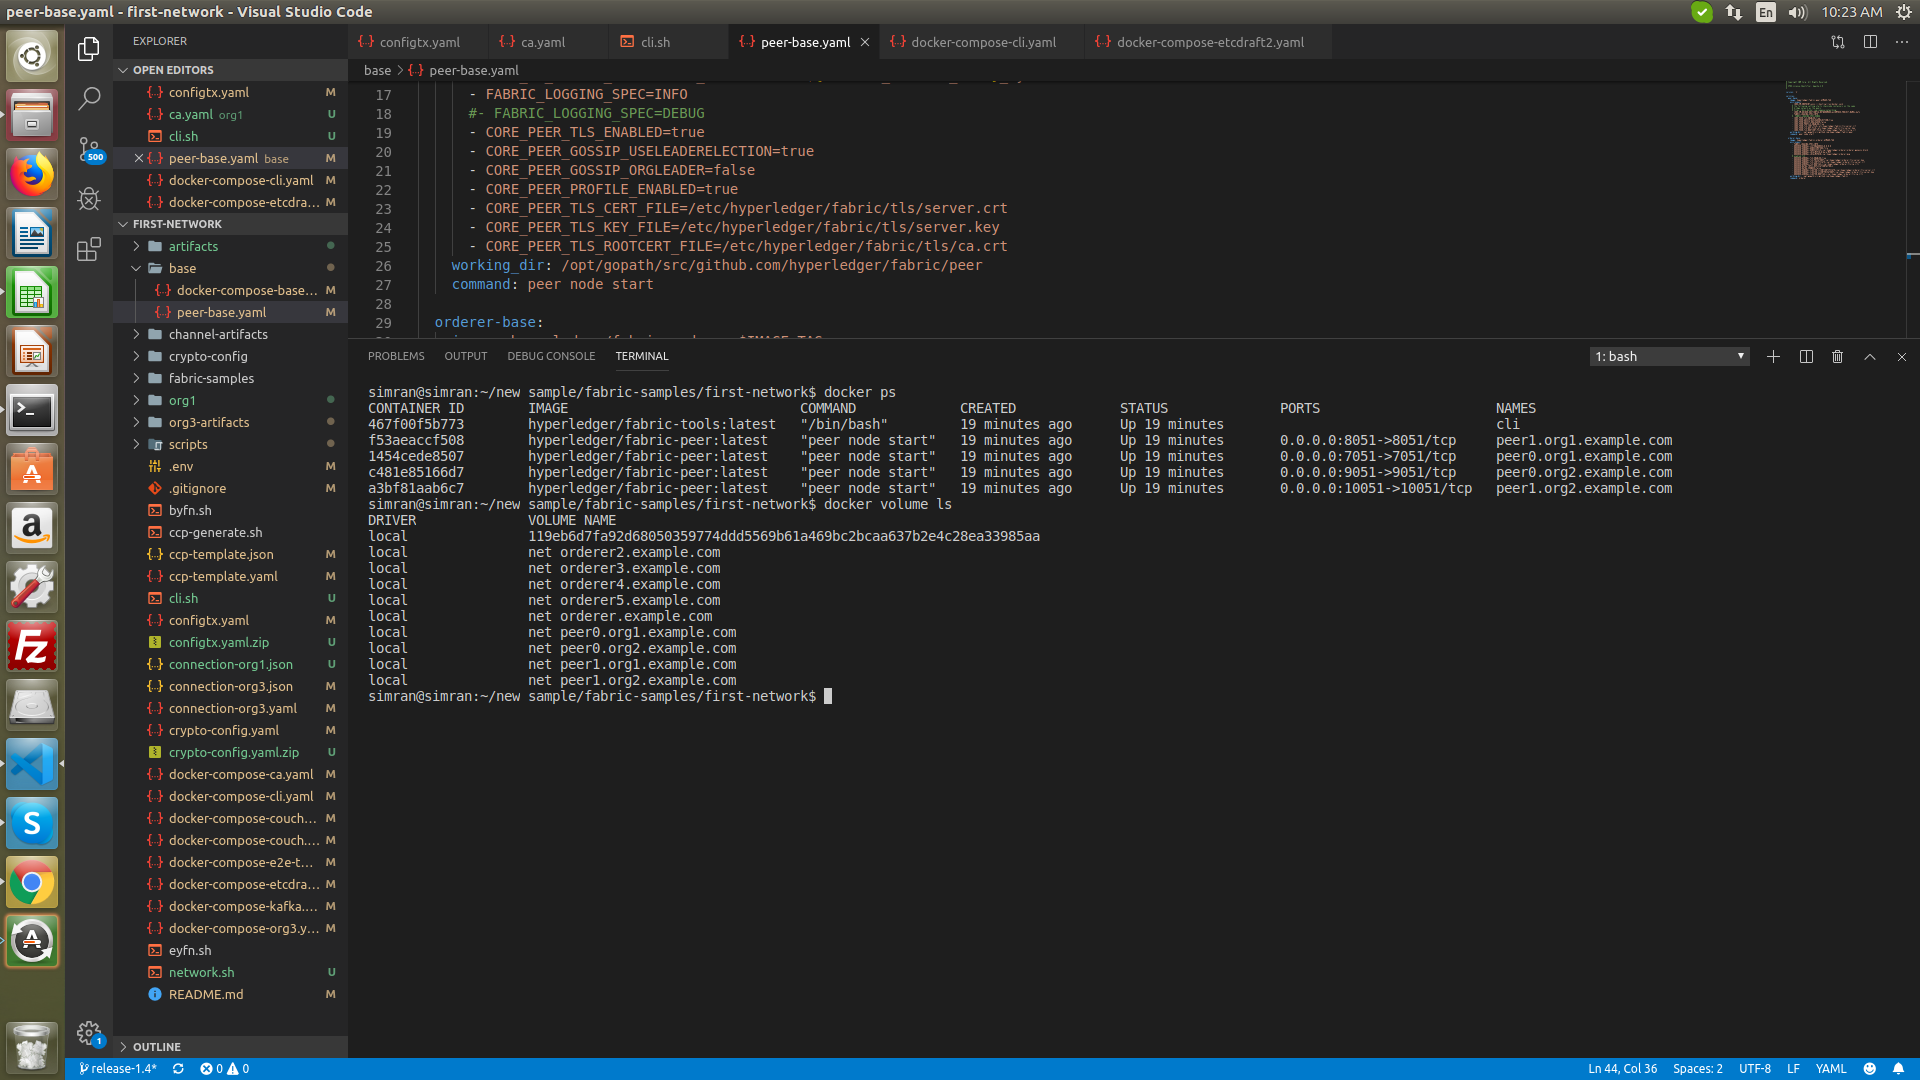 peer-base.yaml - first-network - Visual Studio Code
En
10:23 AM
EXPLORER
OPEN EDITORS
configtx.yaml M
ca.yaml org1 U
cli.sh U
peer-base.yaml base M
docker-compose-cli.yaml M
docker-compose-etcdra... M
FIRST-NETWORK
artifacts
base
docker-compose-base... M
peer-base.yaml M
channel-artifacts
crypto-config
fabric-samples
org1
org3-artifacts
scripts
.env M
.gitignore M
byfn.sh
ccp-generate.sh
ccp-template.json M
ccp-template.yaml M
cli.sh U
configtx.yaml M
configtx.yaml.zip U
connection-org1.json U
connection-org3.json M
connection-org3.yaml M
crypto-config.yaml M
crypto-config.yaml.zip U
docker-compose-ca.yaml M
docker-compose-cli.yaml M
docker-compose-couch... M
docker-compose-couch.... M
docker-compose-e2e-t... M
docker-compose-etcdra... M
docker-compose-kafka.... M
docker-compose-org3.y... M
eyfn.sh
network.sh U
README.md M
OUTLINE
500
1
configtx.yaml
ca.yaml
cli.sh
peer-base.yaml
docker-compose-cli.yaml
docker-compose-etcdraft2.yaml
base > peer-base.yaml
17 - FABRIC_LOGGING_SPEC=INFO
18 #- FABRIC_LOGGING_SPEC=DEBUG
19 - CORE_PEER_TLS_ENABLED=true
20 - CORE_PEER_GOSSIP_USELEADERELECTION=true
21 - CORE_PEER_GOSSIP_ORGLEADER=false
22 - CORE_PEER_PROFILE_ENABLED=true
23 - CORE_PEER_TLS_CERT_FILE=/etc/hyperledger/fabric/tls/server.crt
24 - CORE_PEER_TLS_KEY_FILE=/etc/hyperledger/fabric/tls/server.key
25 - CORE_PEER_TLS_ROOTCERT_FILE=/etc/hyperledger/fabric/tls/ca.crt
26 working_dir: /opt/gopath/src/github.com/hyperledger/fabric/peer
27 command: peer node start
28
29 orderer-base:
PROBLEMS OUTPUT DEBUG CONSOLE TERMINAL
1: bash
simran@simran:~/new sample/fabric-samples/first-network$ docker ps
CONTAINER ID IMAGE COMMAND CREATED STATUS PORTS NAMES
467f00f5b773 hyperledger/fabric-tools:latest "/bin/bash" 19 minutes ago Up 19 minutes cli
f53aeaccf508 hyperledger/fabric-peer:latest "peer node start" 19 minutes ago Up 19 minutes 0.0.0.0:8051->8051/tcp peer1.org1.example.com
1454cede8507 hyperledger/fabric-peer:latest "peer node start" 19 minutes ago Up 19 minutes 0.0.0.0:7051->7051/tcp peer0.org1.example.com
c481e85166d7 hyperledger/fabric-peer:latest "peer node start" 19 minutes ago Up 19 minutes 0.0.0.0:9051->9051/tcp peer0.org2.example.com
a3bf81aab6c7 hyperledger/fabric-peer:latest "peer node start" 19 minutes ago Up 19 minutes 0.0.0.0:10051->10051/tcp peer1.org2.example.com
simran@simran:~/new sample/fabric-samples/first-network$ docker volume ls
DRIVER VOLUME NAME
local 119eb6d7fa92d68050359774ddd5569b61a469bc2bcaa637b2e4c28ea33985aa
local net orderer2.example.com
local net orderer3.example.com
local net orderer4.example.com
local net orderer5.example.com
local net orderer.example.com
local net peer0.org1.example.com
local net peer0.org2.example.com
local net peer1.org1.example.com
local net peer1.org2.example.com
simran@simran:~/new sample/fabric-samples/first-network$
release-1.4* 0 0
Ln 44, Col 36 Spaces: 2 UTF-8 LF YAML